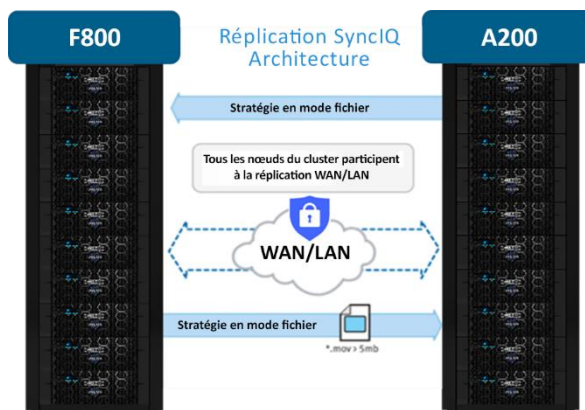 F800
Réplication SyncIQ
Architecture
A200
Stratégie en mode fichier
Tous les nœuds du cluster participent
à la réplication WAN/LAN
WAN/LAN
Stratégie en mode fichier
*.mov > 5mb